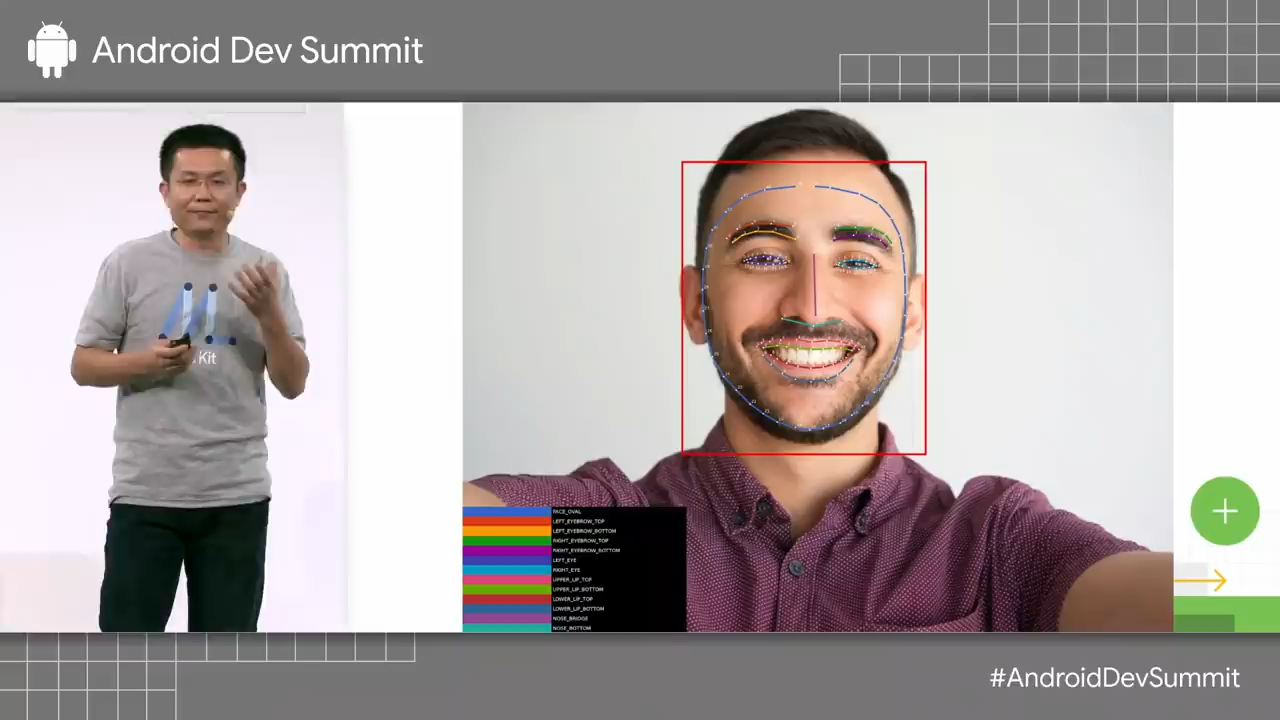 Android Dev Summit
Kit
FACE_OVAL
LEFT_EYEBROW_TOP
LEFT_EYEBROW_BOTTOM
RIGHT_EYEBROW_TOP
RIGHT_EYEBROW_BOTTOM
LEFT_EYE
RIGHT_EYE
UPPER_LIP_TOP
UPPER_LIP_BOTTOM
LOWER_LIP_TOP
LOWER_LIP_BOTTOM
NOSE_BRIDGE
NOSE_BOTTOM
#AndroidDevSummit